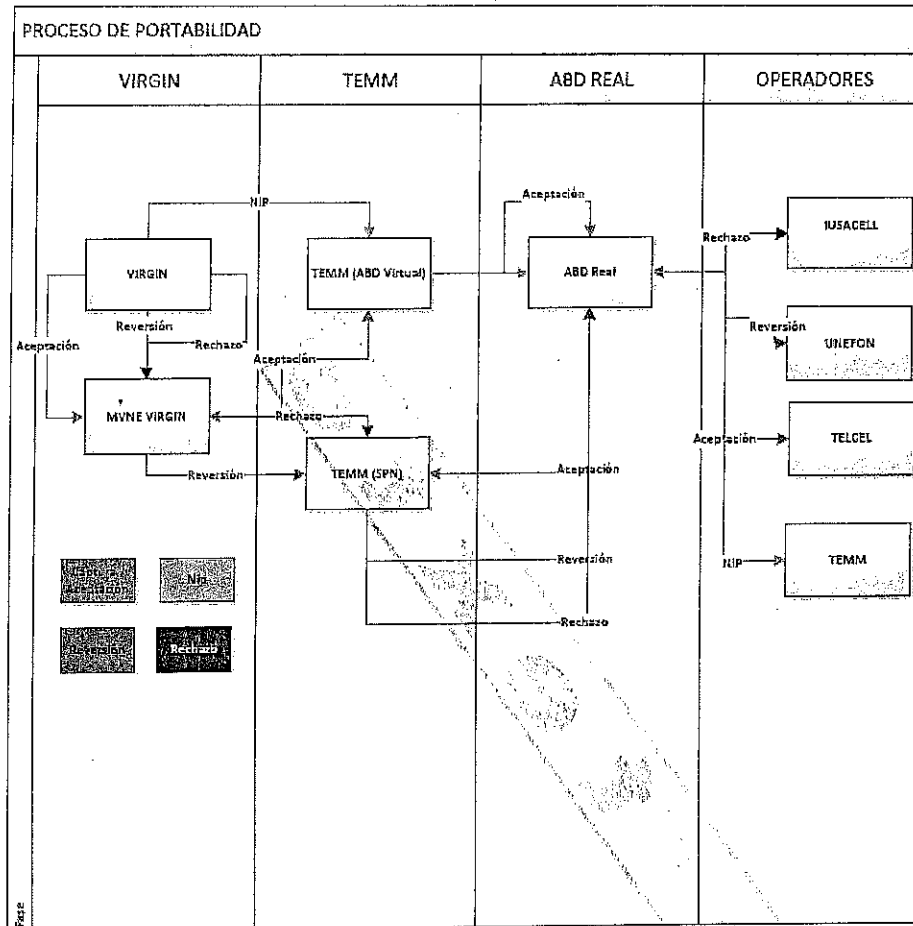 PROCESO DE PORTABILIDAD
VIRGIN
TEMM
ABD REAL
OPERADORES
NIP
Aceptación
VIRGIN
TEMM (ABD Virtual)
ABD Real
Rechazo
IUSACELL
Aceptación
Reversión
Rechazo
Aceptación
Reversión
UNEFON
MVNE VIRGIN
Rechazo
Aceptación
TELCEL
Reversión
TEMM (SPN)
Aceptación
Reversión
NIP
TEMM
Aceptación
Nip
Rechazo
Reversión
Rechazo
Fase